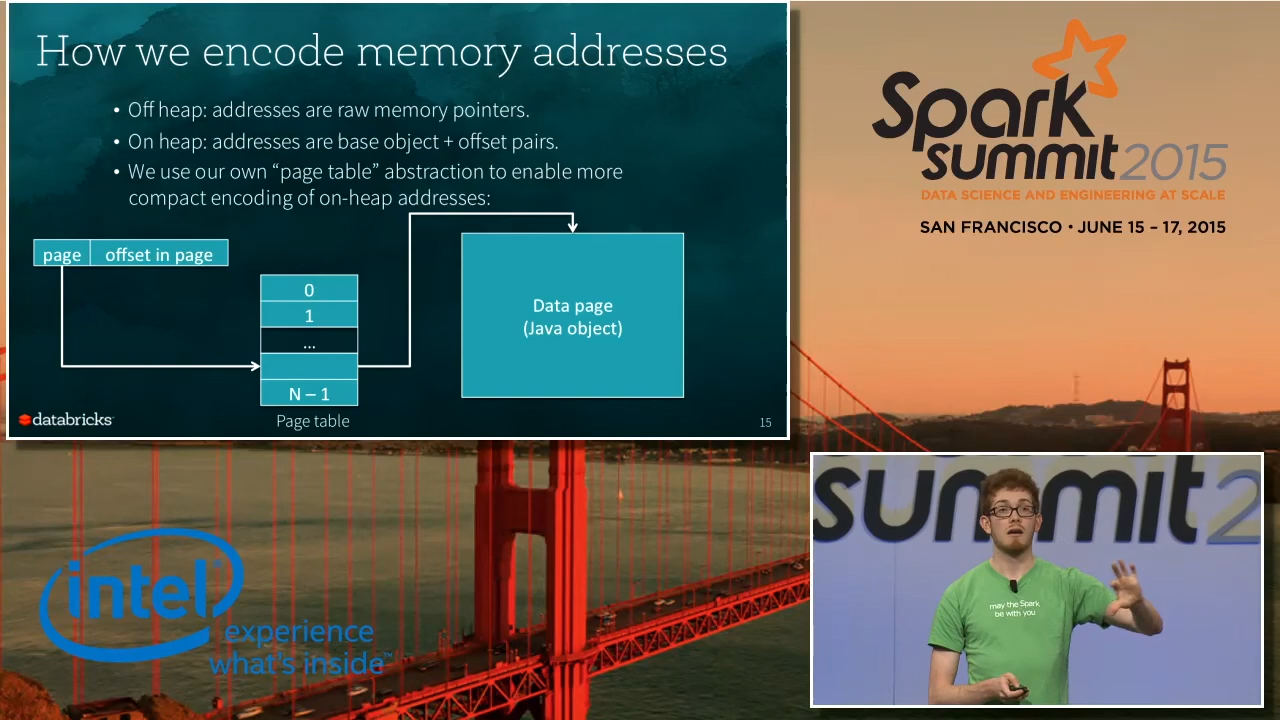 How we encode memory addresses
• Off heap: addresses are raw memory pointers.
• On heap: addresses are base object + offset pairs.
• We use our own “page table” abstraction to enable more
compact encoding of on-heap addresses:
page
offset in page
0
1
...
N – 1
Page table
Data page
(Java object)
databricks
15
Spark
summit 2015
DATA SCIENCE AND ENGINEERING AT SCALE
SAN FRANCISCO • JUNE 15 – 17, 2015
intel®
experience
what's inside™
summit 2
may the Spark
be with you